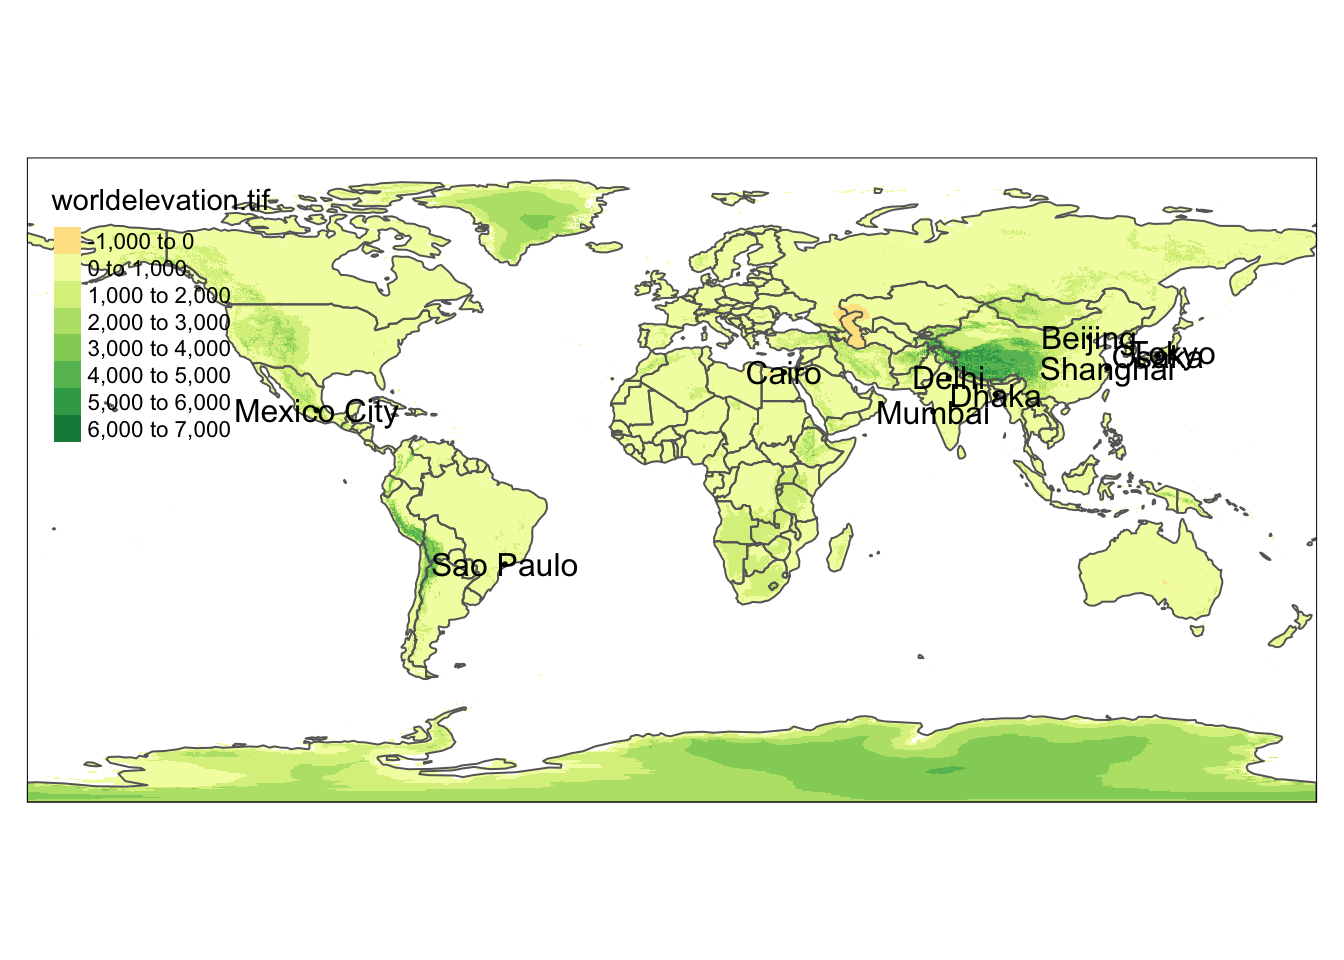 worldelevation.tif
-1,000 to 0
0 to 1,000
1,000 to 2,000
2,000 to 3,000
3,000 to 4,000
4,000 to 5,000
5,000 to 6,000
6,000 to 7,000
Beijing
Tokyo
Osaka
Shanghai
Cairo
Delhi
Dhaka
Mexico City
Mumbai
Sao Paulo